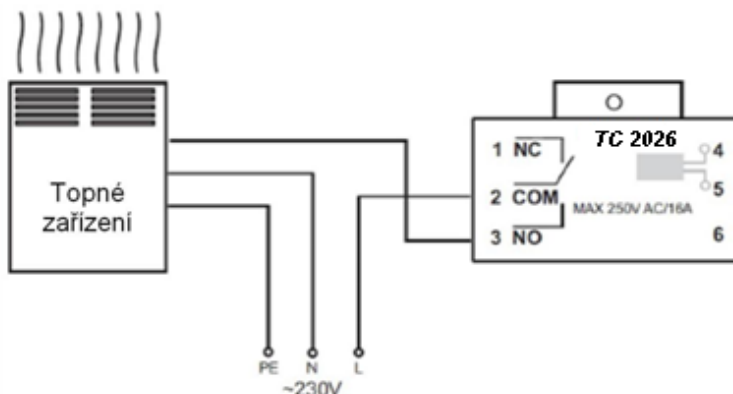 Topné
zařízení
TC 2026
1 NC
2 COM
3 NO
MAX 250V AC/16A
4
5
6
PE N L
~230V